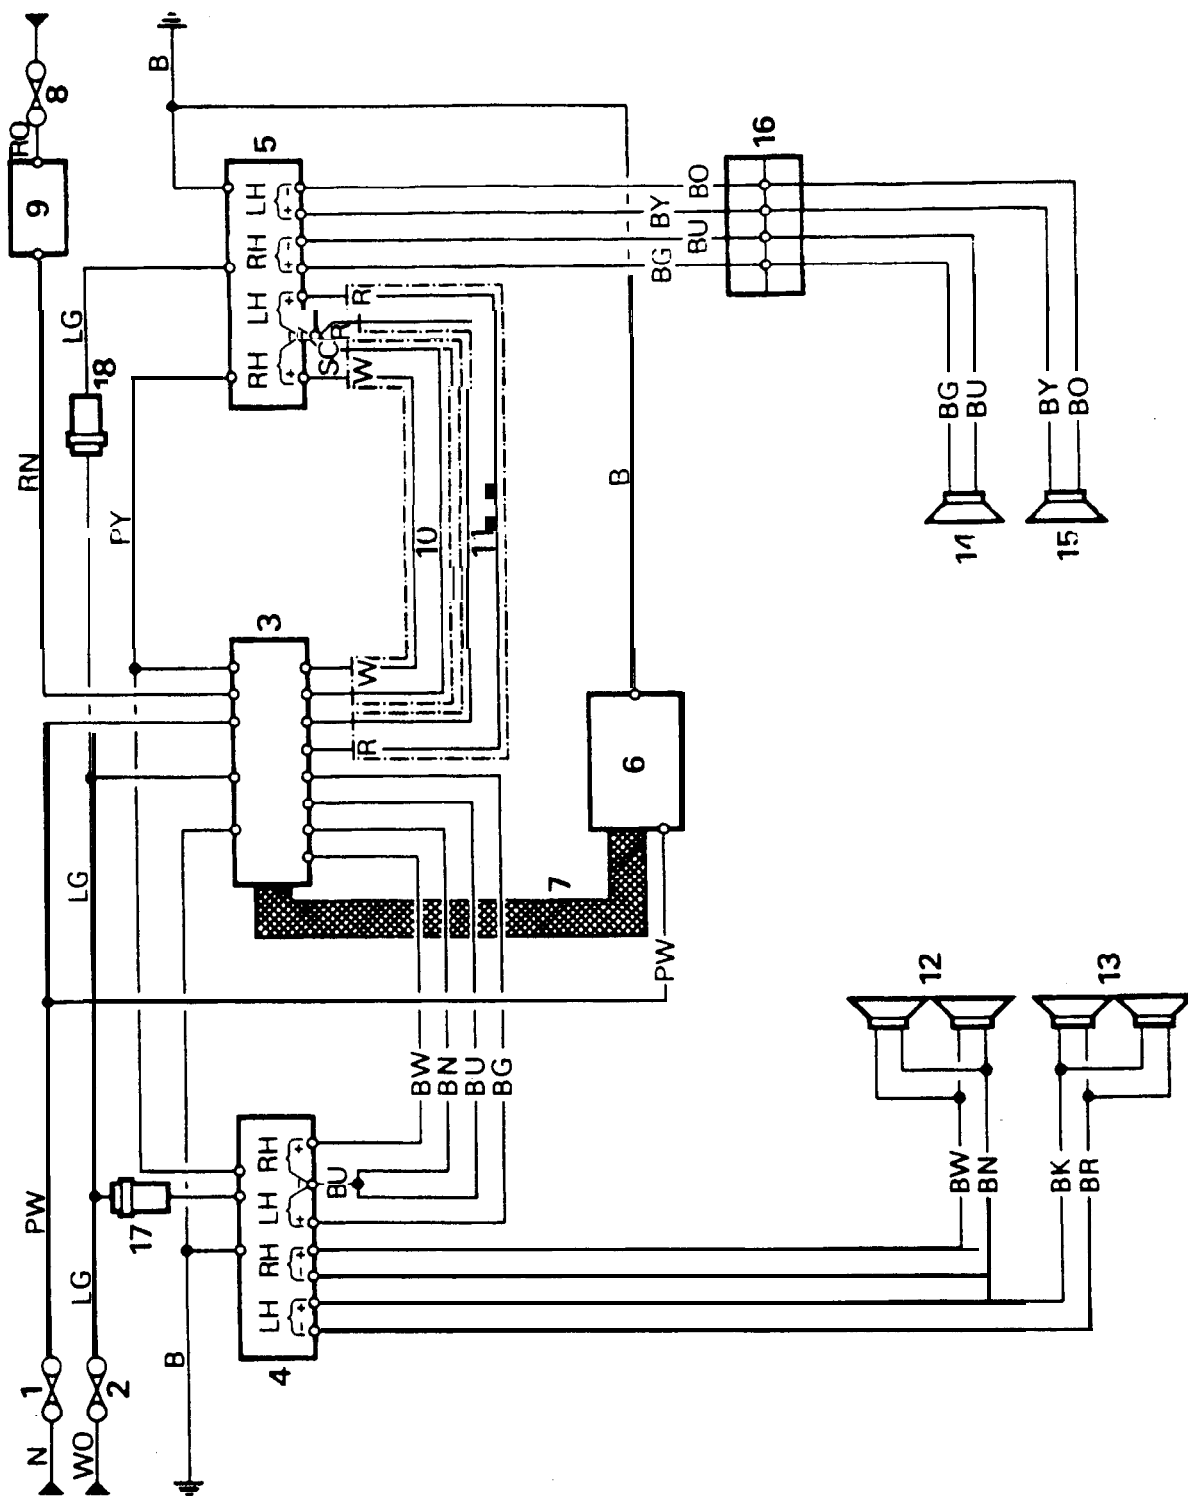 8
RO
9
B
5
LH
RH
LH
RH
+ -
+ -
+
+
16
BO
BY
BU
BG
LG
18
RN
PY
R
R
SC
W
10
11
B
BG
BU
BY
BO
14
15
3
W
R
6
7
LG
PW
12
13
BW
BN
BU
BG
BW
BN
BK
BR
PW
17
LG
RH
LH
RH
LH
+
+
+ -
+ -
BU
4
B
1
2
N
WO